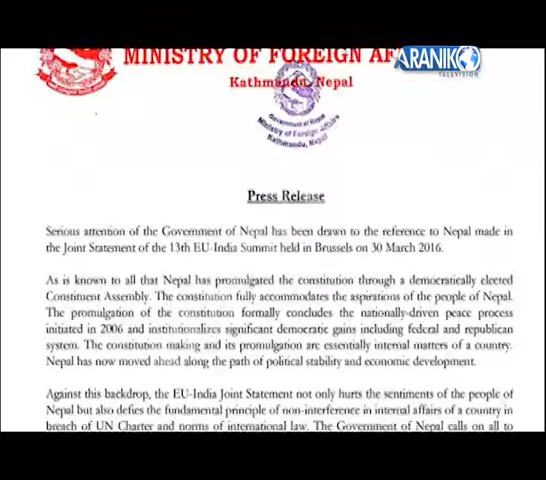 MINISTRY OF FOREIGN AF
ARANIKO
TELEVISION
Kathmandu, Nepal
Government of Nepal
Ministry of Foreign Affairs
Kathmandu, Nepal
Press Release
Serious attention of the Government of Nepal has been drawn to the reference to Nepal made in
the Joint Statement of the 13th EU-India Summit held in Brussels on 30 March 2016.
As is known to all that Nepal has promulgated the constitution through a democratically elected
Constituent Assembly. The constitution fully accommodates the aspirations of the people of Nepal.
The promulgation of the constitution formally concludes the nationally-driven peace process
initiated in 2006 and institutionalizes significant democratic gains including federal and republican
system. The constitution making and its promulgation are essentially internal matters of a country.
Nepal has now moved ahead along the path of political stability and economic development.
Against this backdrop, the EU-India Joint Statement not only hurts the sentiments of the people of
Nepal but also defies the fundamental principle of non-interference in internal affairs of a country in
breach of UN Charter and norms of international law. The Government of Nepal calls on all to